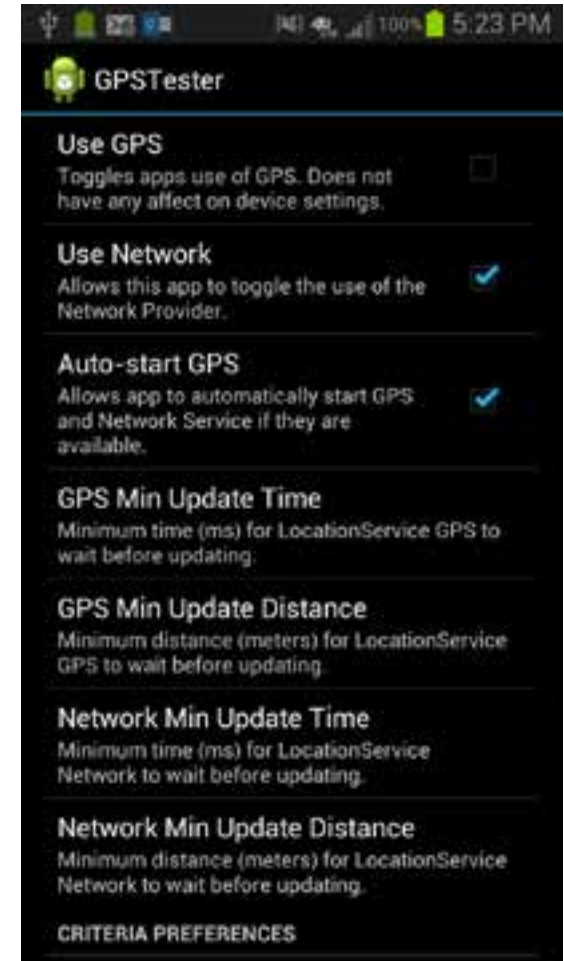 100% 5:23 PM
GPSTester
Use GPS
Toggles apps use of GPS. Does not
have any affect on device settings.
Use Network
Allows this app to toggle the use of the
Network Provider.
Auto-start GPS
Allows app to automatically start GPS
and Network Service if they are
available.
GPS Min Update Time
Minimum time (ms) for LocationService GPS to
wait before updating.
GPS Min Update Distance
Minimum distance (meters) for LocationService
GPS to wait before updating.
Network Min Update Time
Minimum time (ms) for LocationService
Network to wait before updating.
Network Min Update Distance
Minimum distance (meters) for LocationService
Network to wait before updating.
CRITERIA PREFERENCES